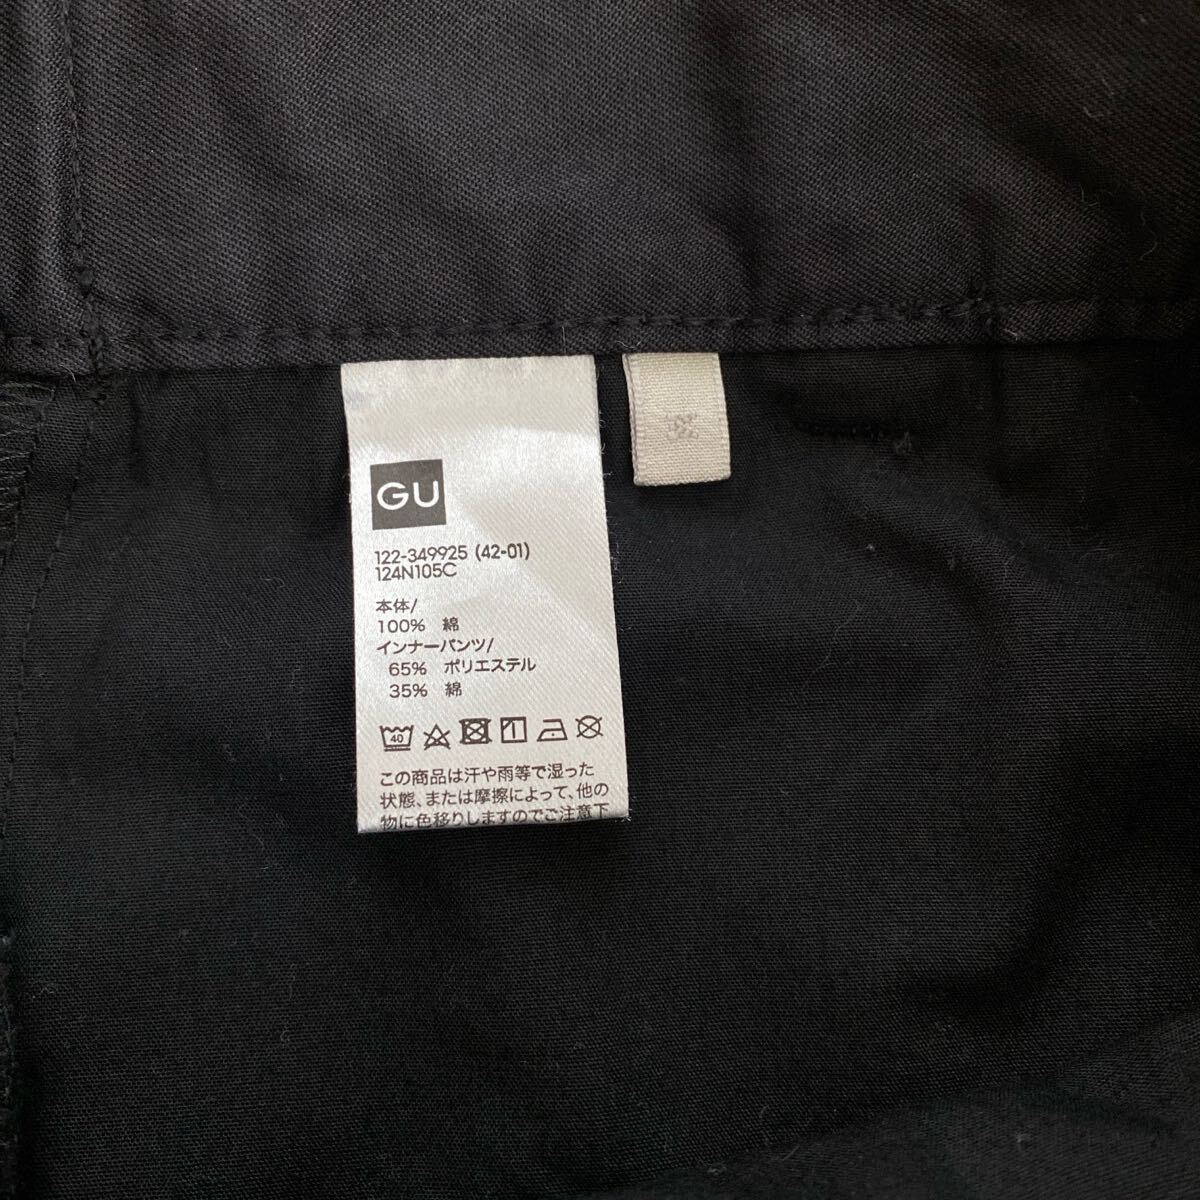 GU
122-349925 (42-01)
124N105C
本体/
100% 綿
インナーパンツ/
65% ポリエステル
35% 綿
40
この商品は汗や雨等で湿った
状態、または摩擦によって、他の
物に色移りしますのでご注意下